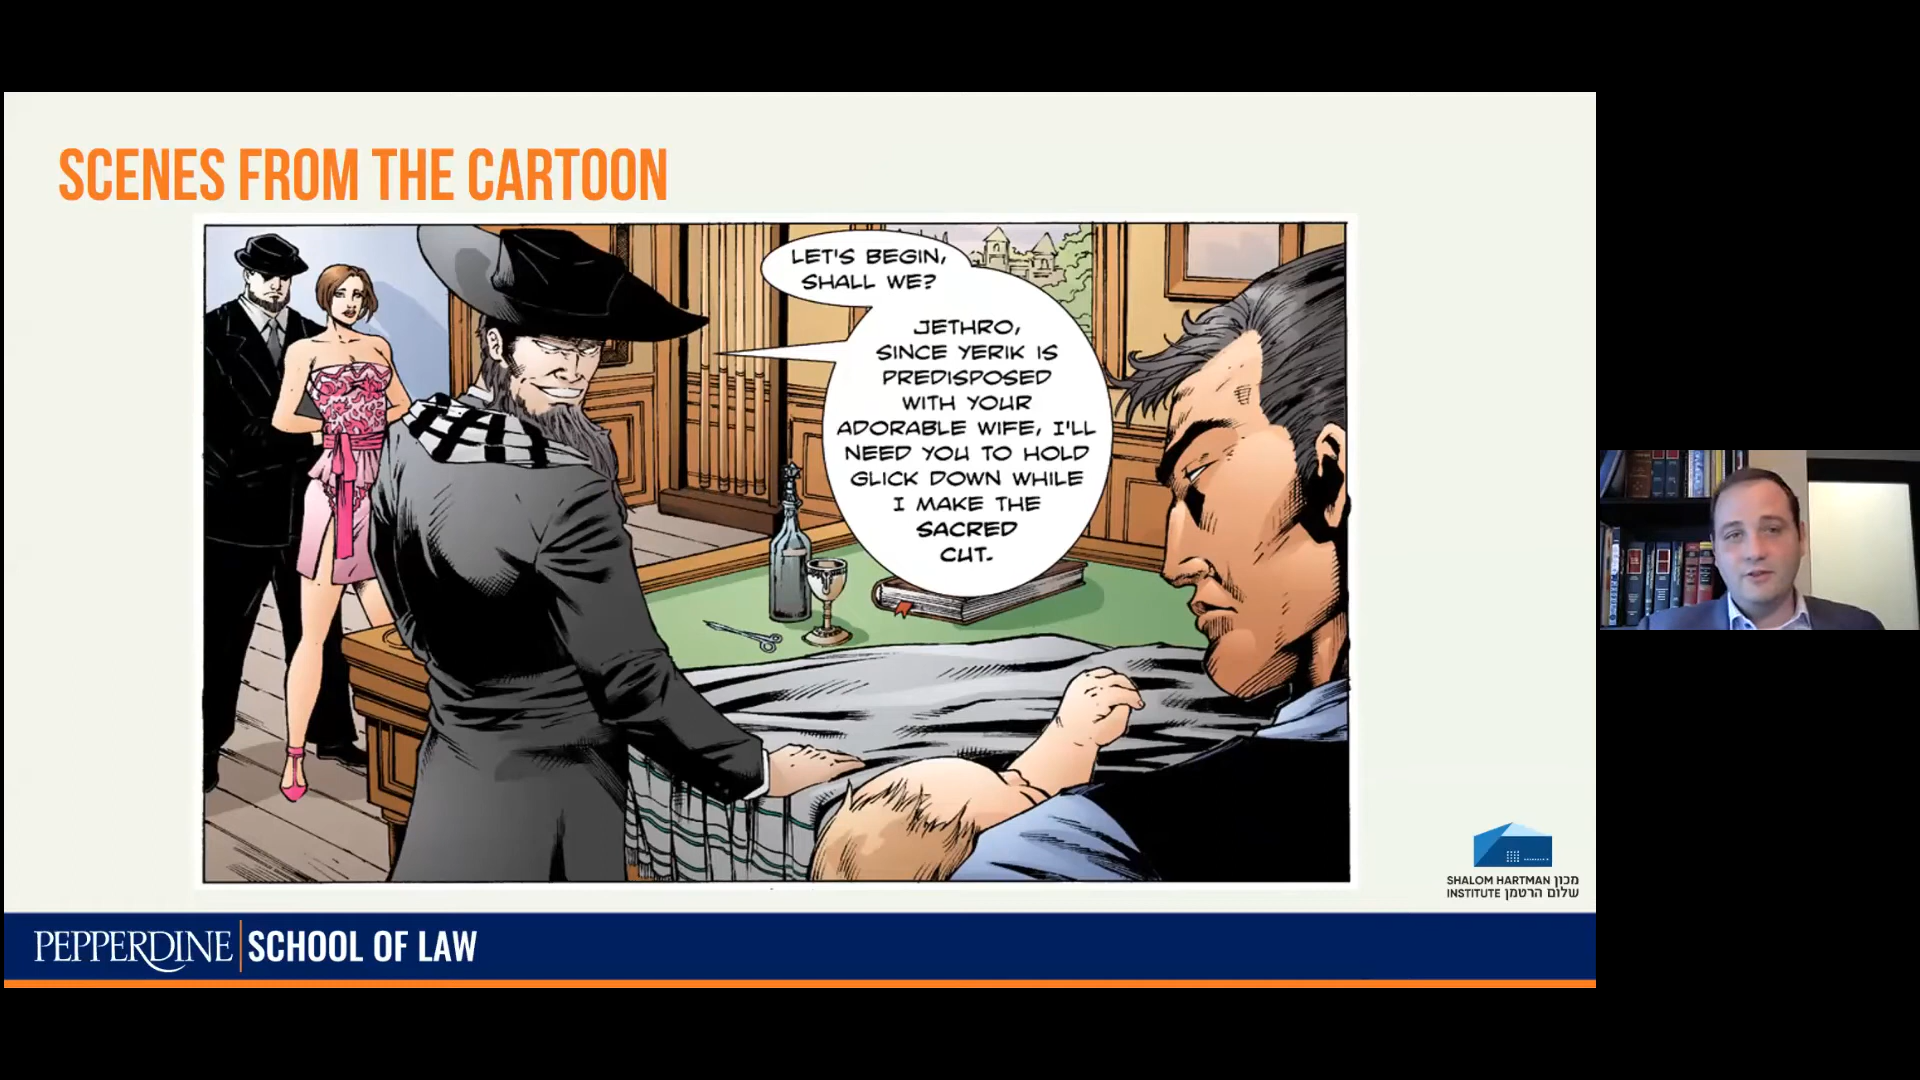 SCENES FROM THE CARTOON
LET'S BEGIN,
SHALL WE?
JETHRO,
SINCE YERIK IS
PREDISPOSED
WITH YOUR
ADORABLE WIFE, I'LL
NEED YOU TO HOLD
GLICK DOWN WHILE
I MAKE THE
SACRED
CUT.
SHALOM HARTMAN מכון
INSTITUTE שלום הרטמן
PEPPERDINE | SCHOOL OF LAW